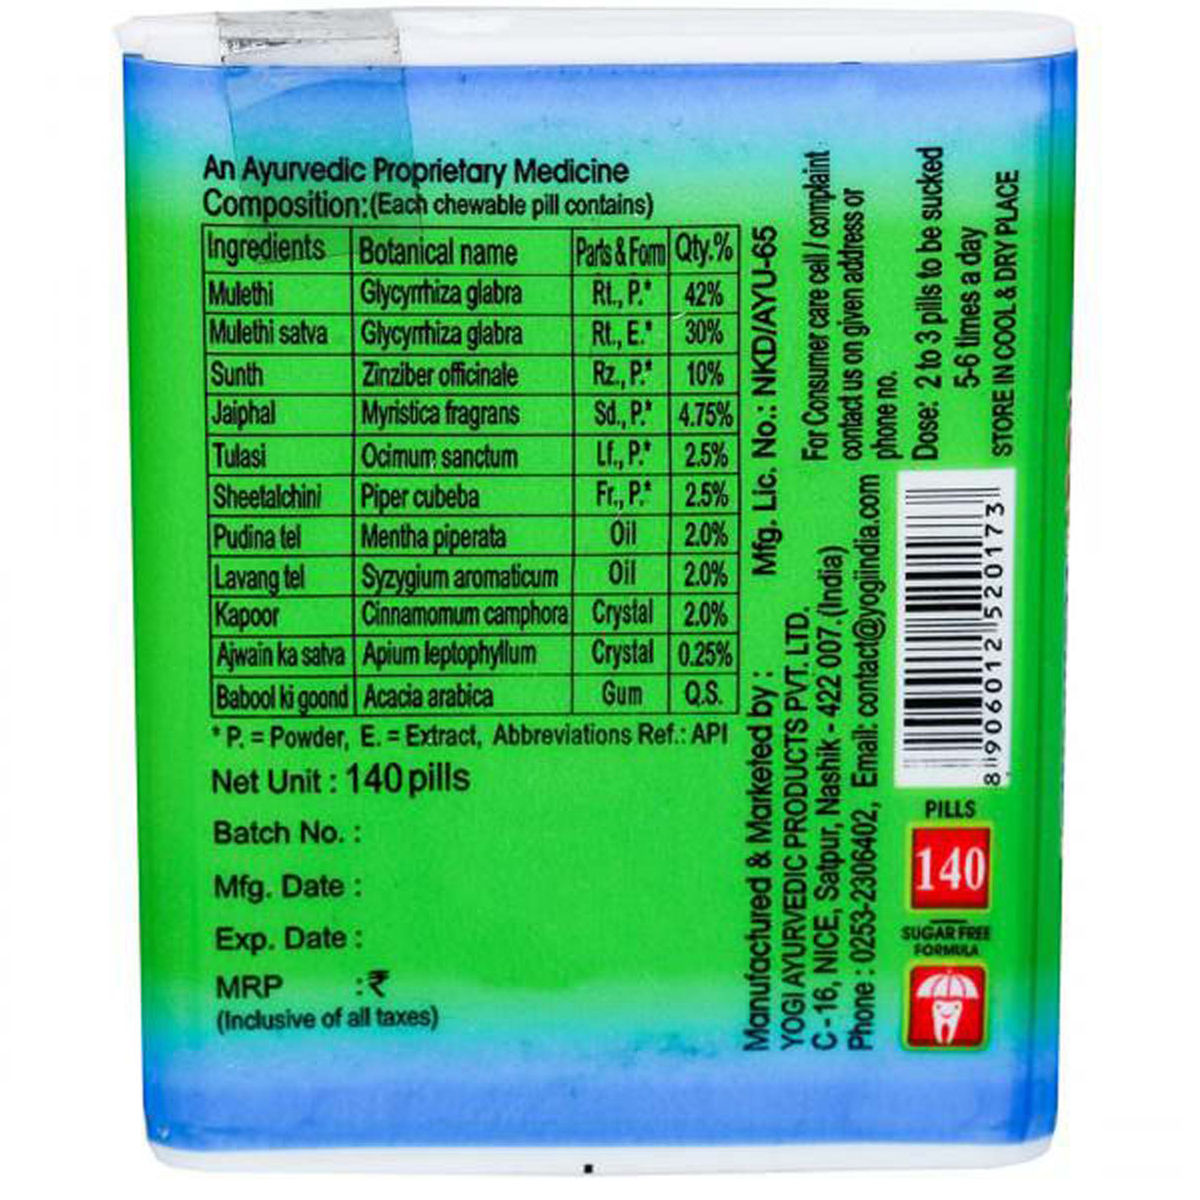 An Ayurvedic Proprietary Medicine
Composition:(Each chewable pill contains)
Ingredients Botanical name Parts & Form Qty.%
Mulethi Glycyrrhiza glabra Rt., P.* 42%
Mulethi satva Glycyrrhiza glabra Rt., E.* 30%
Sunth Zinziber officinale Rz., P.* 10%
Jaiphal Myristica fragrans Sd., P.* 4.75%
Tulasi Ocimum sanctum Lf., P.* 2.5%
Sheetalchini Piper cubeba Fr., P.* 2.5%
Pudina tel Mentha piperata Oil 2.0%
Lavang tel Syzygium aromaticum Oil 2.0%
Kapoor Cinnamomum camphora Crystal 2.0%
Ajwain ka satva Apium leptophyllum Crystal 0.25%
Babool ki goond Acacia arabica Gum Q.S.
* P. = Powder, E. = Extract, Abbreviations Ref.: API
Net Unit : 140 pills
Batch No. :
Mfg. Date :
Exp. Date :
MRP :₹
(Inclusive of all taxes)
Manufactured & Marketed by : Mfg. Lic. No.: NKD/AYU-65
YOGI AYURVEDIC PRODUCTS PVT. LTD.
C - 16, NICE, Satpur, Nashik - 422 007.(India)
Phone : 0253-2306402, Email: contact@yogiindia.com
For Consumer care cell / complaint
contact us on given address or
phone no.
Dose: 2 to 3 pills to be sucked
5-6 times a day
STORE IN COOL & DRY PLACE
8 906012 520173
PILLS
140
SUGAR FREE
FORMULA